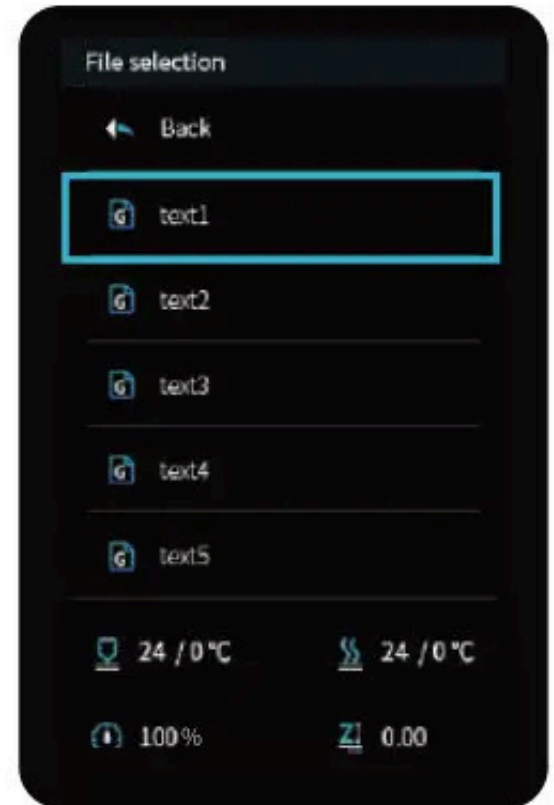 File selection
Back
G text1
G text2
G text3
G text4
G text5
24 / 0 °C 24 / 0 °C
100% Z 0.00